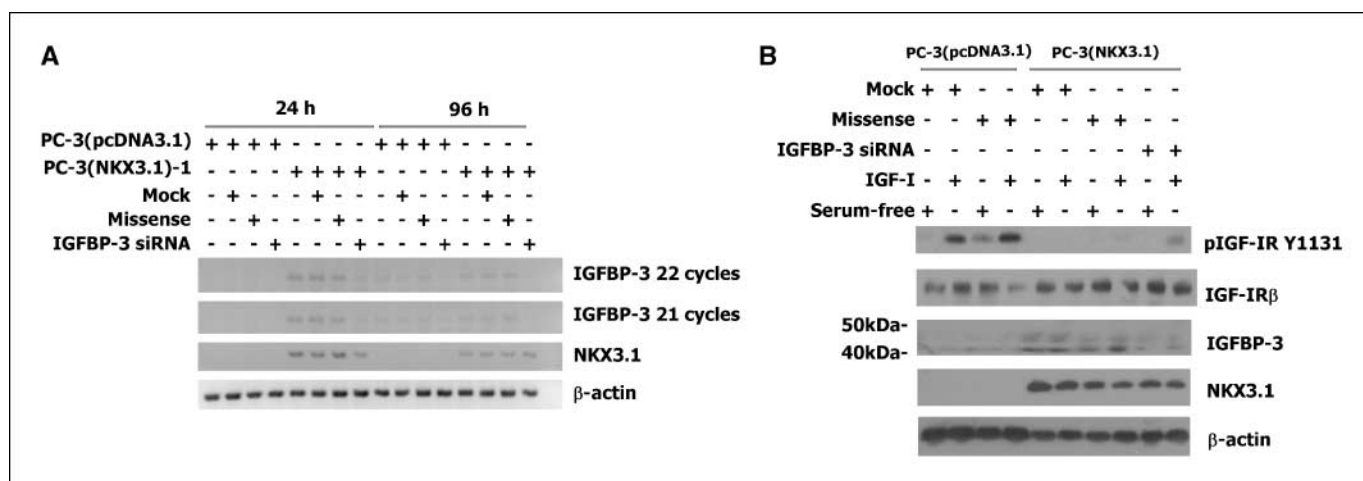 A
24 h 96 h
PC-3(pcDNA3.1) + + + + - - - - + + + + - - - -
PC-3(NKX3.1)-1 - - - - + + + + - - - - + + + +
Mock - + - - - + - - - + - - - + - -
Missense - - + - - - + - - - + - - - + -
IGFBP-3 siRNA - - - + - - - + - - - + - - - +
IGFBP-3 22 cycles
IGFBP-3 21 cycles
NKX3.1
β-actin
B
PC-3(pcDNA3.1) PC-3(NKX3.1)
Mock + + - - + + - - - -
Missense - - + + - - + + - -
IGFBP-3 siRNA - - - - - - - - + +
IGF-I - + - + - + - + - +
Serum-free + - + - + - + - + -
pIGF-IR Y1131
IGF-IRβ
50kDa-
40kDa-
IGFBP-3
NKX3.1
β-actin